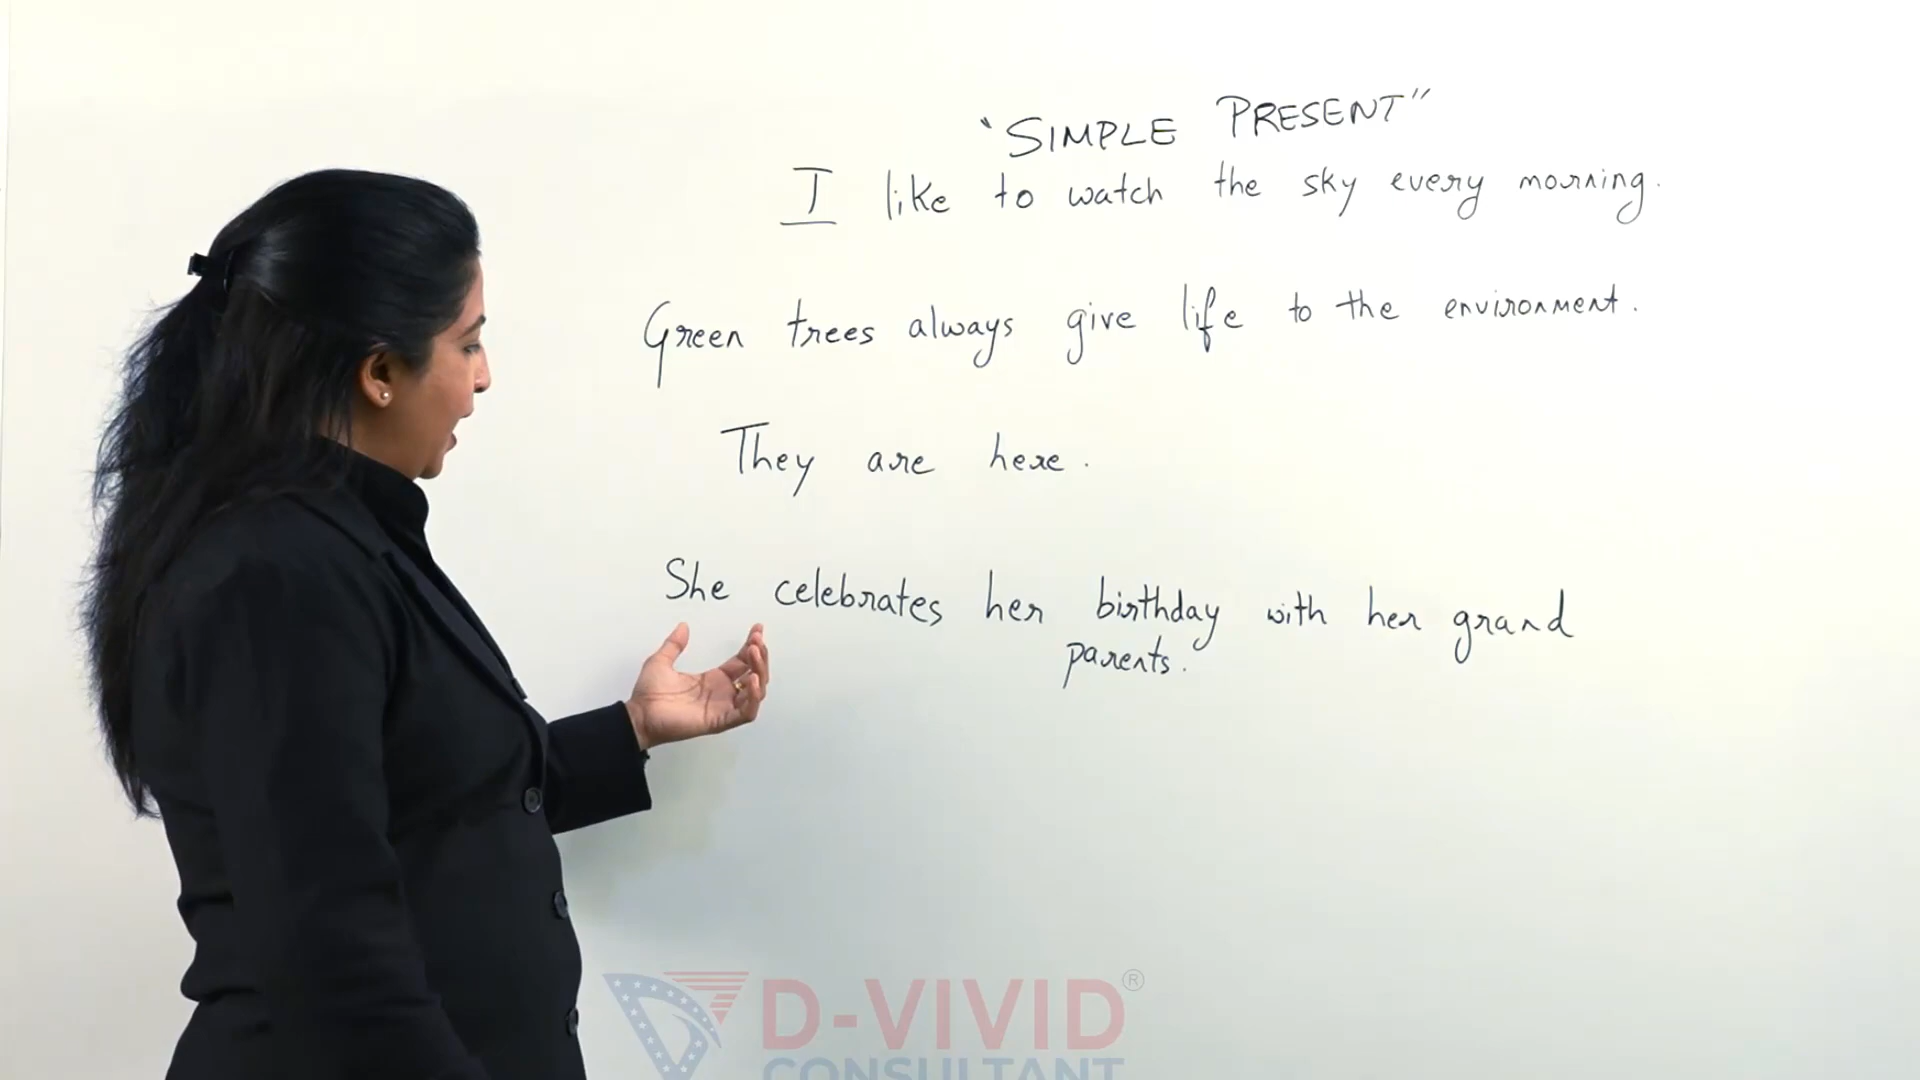 "SIMPLE PRESENT"
I like to watch the sky every morning.
Green trees always give life to the environment.
They are here.
She celebrates her birthday with her grand
parents.
D-VIVID®
CONSULTANT